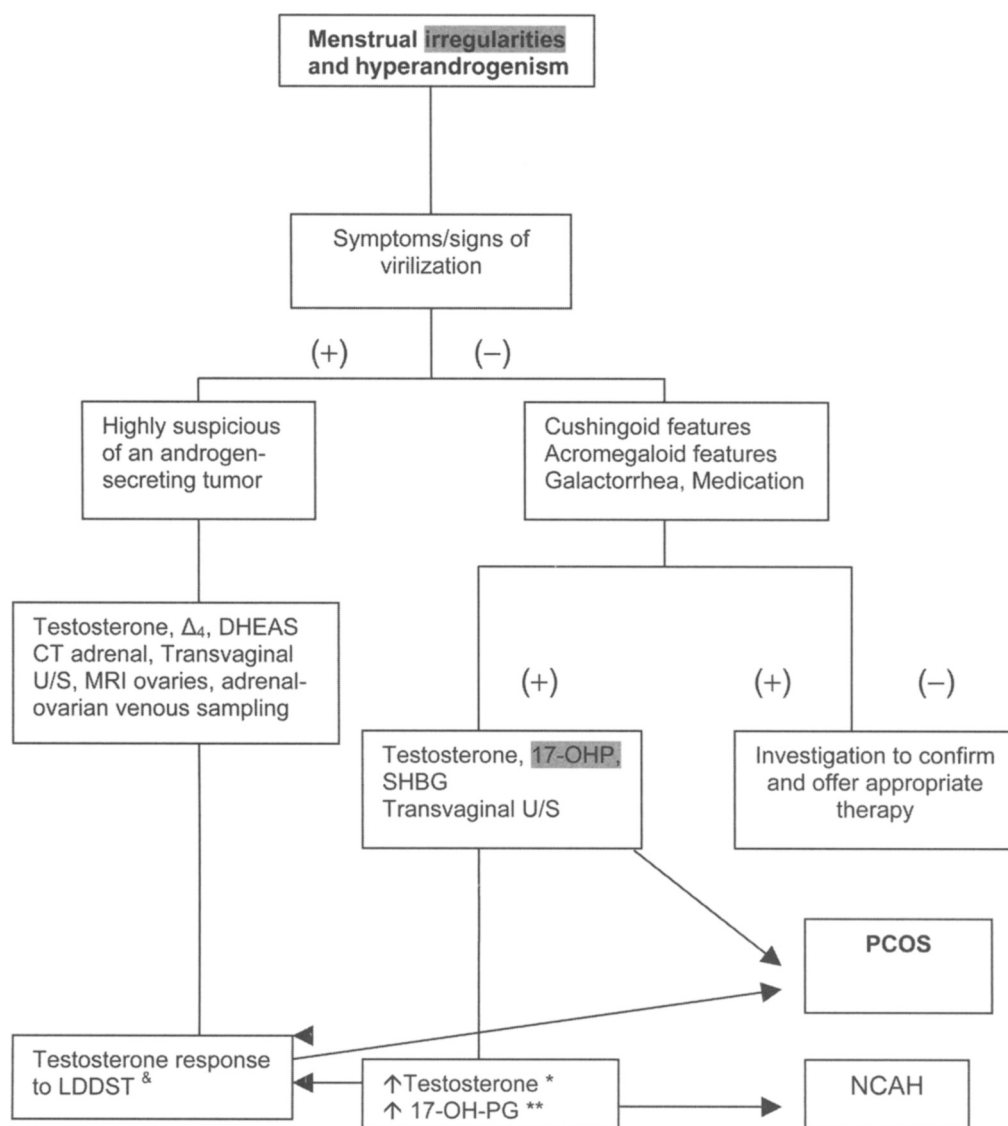 Menstrual irregularities
and hyperandrogenism
Symptoms/signs of
virilization
(+)
(−)
Highly suspicious
of an androgen-
secreting tumor
Cushingoid features
Acromegaloid features
Galactorrhea, Medication
Testosterone, Δ₄, DHEAS
CT adrenal, Transvaginal
U/S, MRI ovaries, adrenal-
ovarian venous sampling
(+)
(+)
(−)
Testosterone, 17-OHP,
SHBG
Transvaginal U/S
Investigation to confirm
and offer appropriate
therapy
PCOS
Testosterone response
to LDDST &
↑Testosterone *
↑ 17-OH-PG **
NCAH